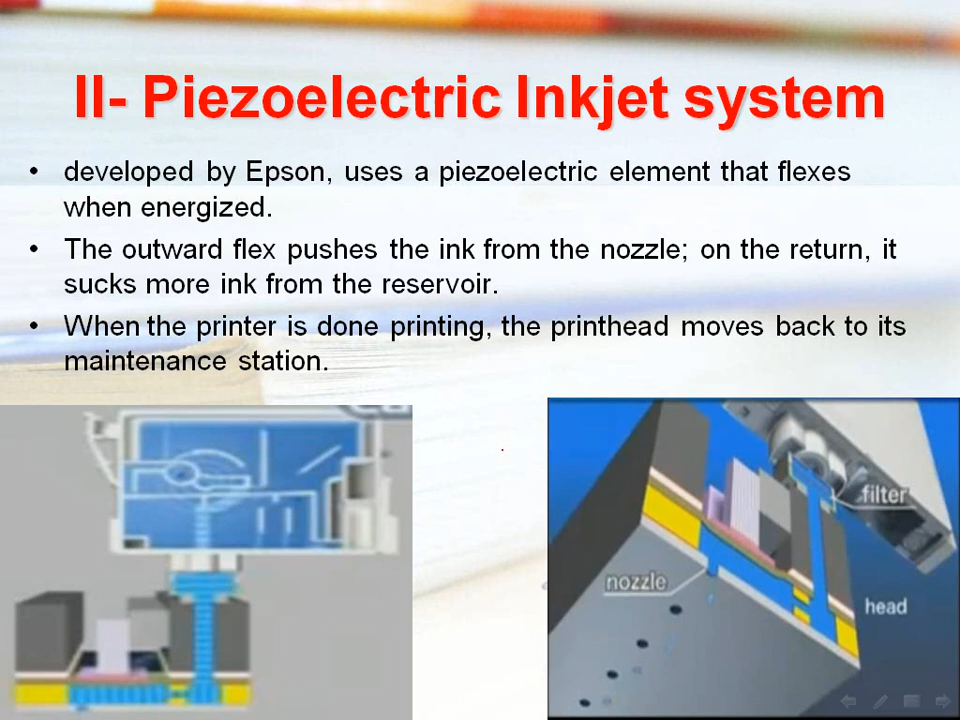 II- Piezoelectric Inkjet system
• developed by Epson, uses a piezoelectric element that flexes
when energized.
• The outward flex pushes the ink from the nozzle; on the return, it
sucks more ink from the reservoir.
• When the printer is done printing, the printhead moves back to its
maintenance station.
filter
nozzle
head